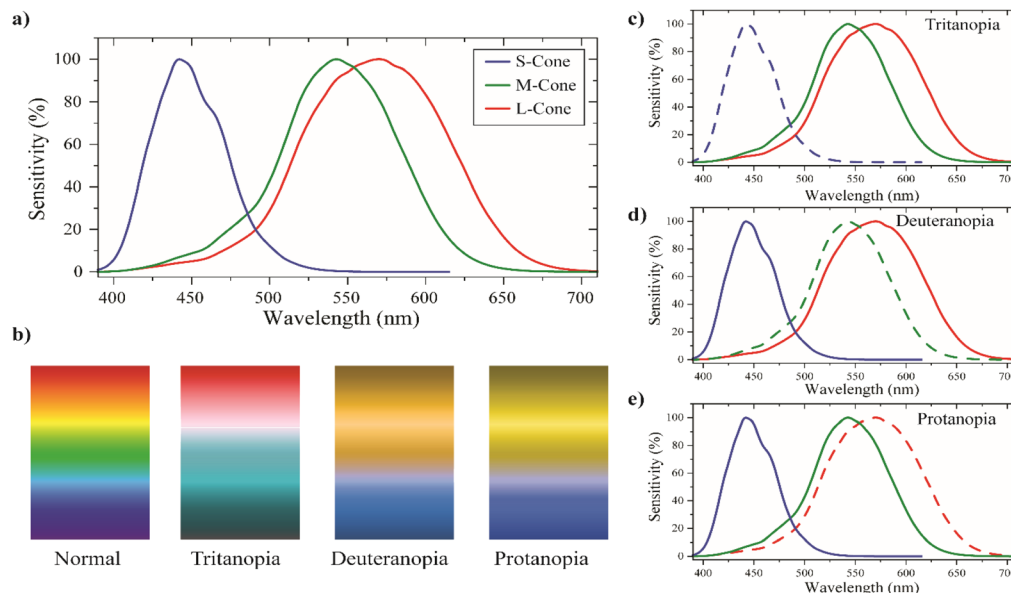 a)
Sensitivity (%)
100
80
60
40
20
0
S-Cone
M-Cone
L-Cone
400 450 500 550 600 650 700
Wavelength (nm)
b)
Normal Tritanopia Deuteranopia Protanopia
c)
Tritanopia
Sensitivity (%)
100
80
60
40
20
0
400 450 500 550 600 650 700
Wavelength (nm)
d)
Deuteranopia
Sensitivity (%)
100
80
60
40
20
0
400 450 500 550 600 650 700
Wavelength (nm)
e)
Protanopia
Sensitivity (%)
100
80
60
40
20
0
400 450 500 550 600 650 700
Wavelength (nm)